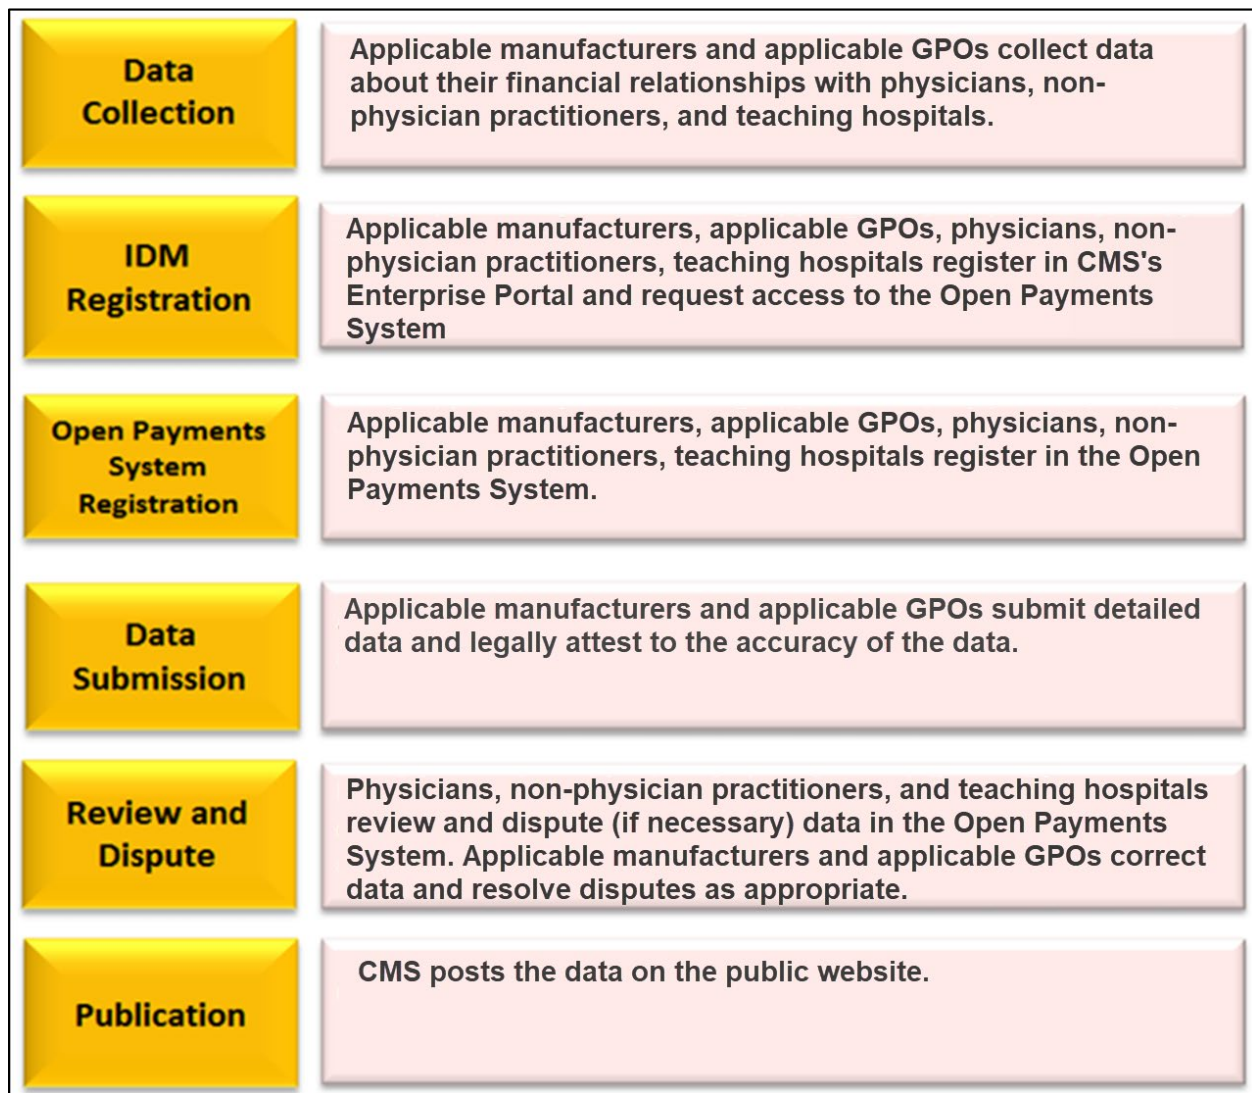 Data
Collection
Applicable manufacturers and applicable GPOs collect data
about their financial relationships with physicians, non-
physician practitioners, and teaching hospitals.
IDM
Registration
Applicable manufacturers, applicable GPOs, physicians, non-
physician practitioners, teaching hospitals register in CMS's
Enterprise Portal and request access to the Open Payments
System
Open Payments
System
Registration
Applicable manufacturers, applicable GPOs, physicians, non-
physician practitioners, teaching hospitals register in the Open
Payments System.
Data
Submission
Applicable manufacturers and applicable GPOs submit detailed
data and legally attest to the accuracy of the data.
Review and
Dispute
Physicians, non-physician practitioners, and teaching hospitals
review and dispute (if necessary) data in the Open Payments
System. Applicable manufacturers and applicable GPOs correct
data and resolve disputes as appropriate.
Publication
CMS posts the data on the public website.